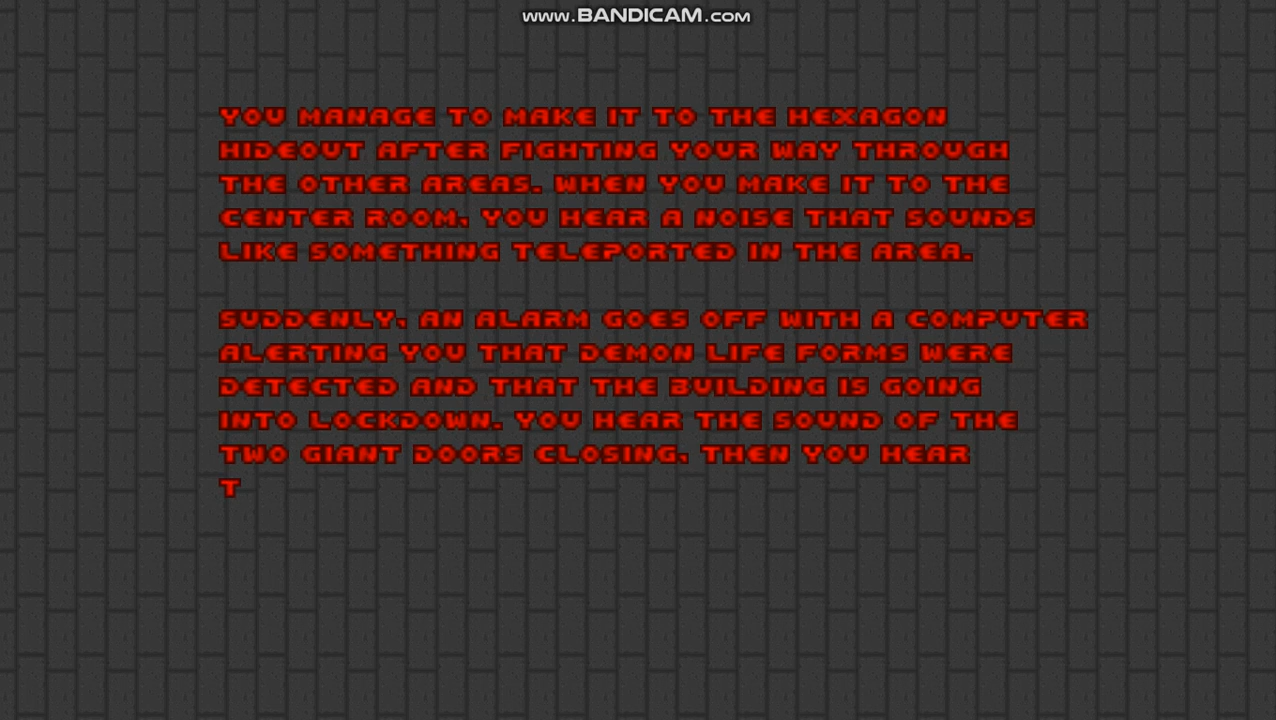 www.BANDICAM.com
YOU MANAGE TO MAKE IT TO THE HEXAGON
HIDEOUT AFTER FIGHTING YOUR WAY THROUGH
THE OTHER AREAS. WHEN YOU MAKE IT TO THE
CENTER ROOM, YOU HEAR A NOISE THAT SOUNDS
LIKE SOMETHING TELEPORTED IN THE AREA.
SUDDENLY, AN ALARM GOES OFF WITH A COMPUTER
ALERTING YOU THAT DEMON LIFE FORMS WERE
DETECTED AND THAT THE BUILDING IS GOING
INTO LOCKDOWN. YOU HEAR THE SOUND OF THE
TWO GIANT DOORS CLOSING, THEN YOU HEAR
T